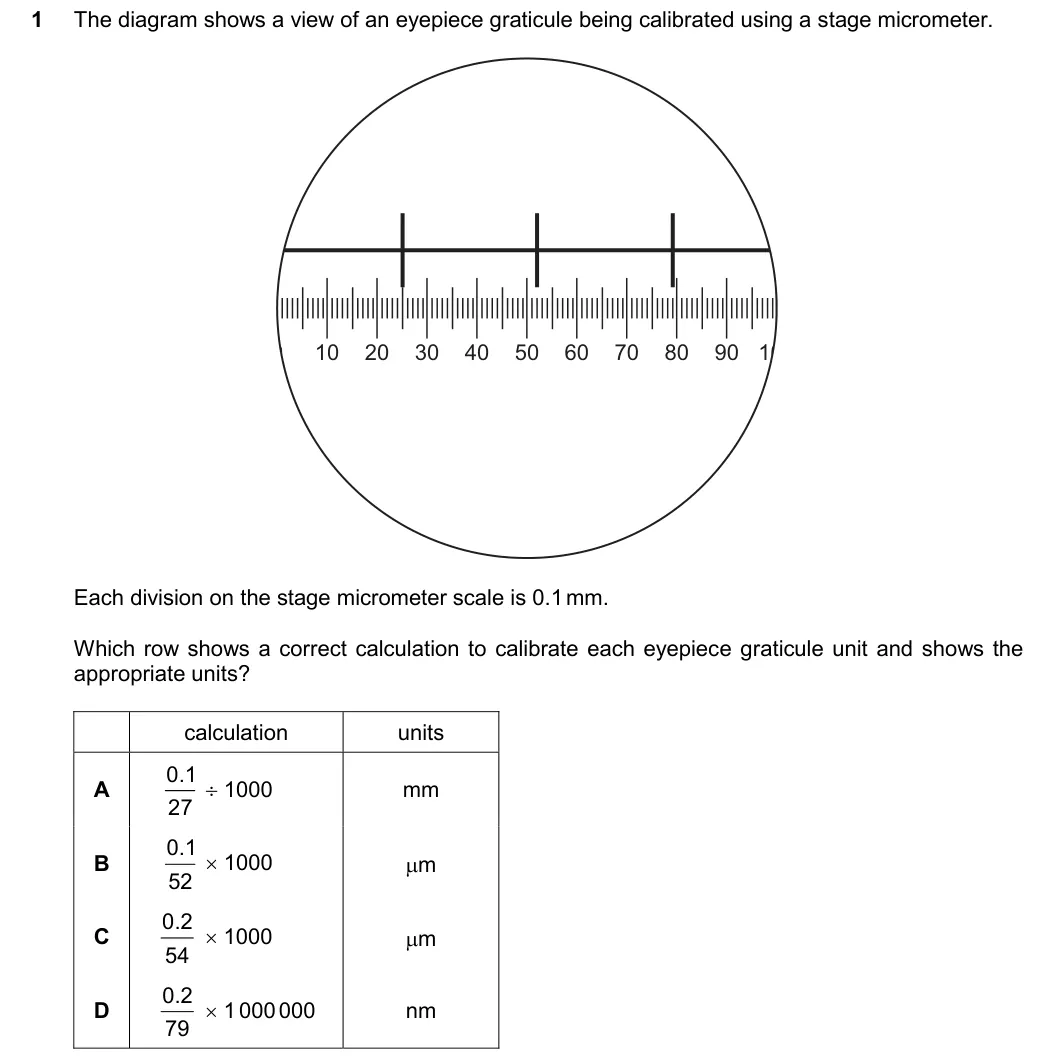 1 The diagram shows a view of an eyepiece graticule being calibrated using a stage micrometer.
10 20 30 40 50 60 70 80 90 1
Each division on the stage micrometer scale is 0.1 mm.
Which row shows a correct calculation to calibrate each eyepiece graticule unit and shows the
appropriate units?
calculation units
A 0.1/27 ÷ 1000 mm
B 0.1/52 × 1000 μm
C 0.2/54 × 1000 μm
D 0.2/79 × 1 000 000 nm